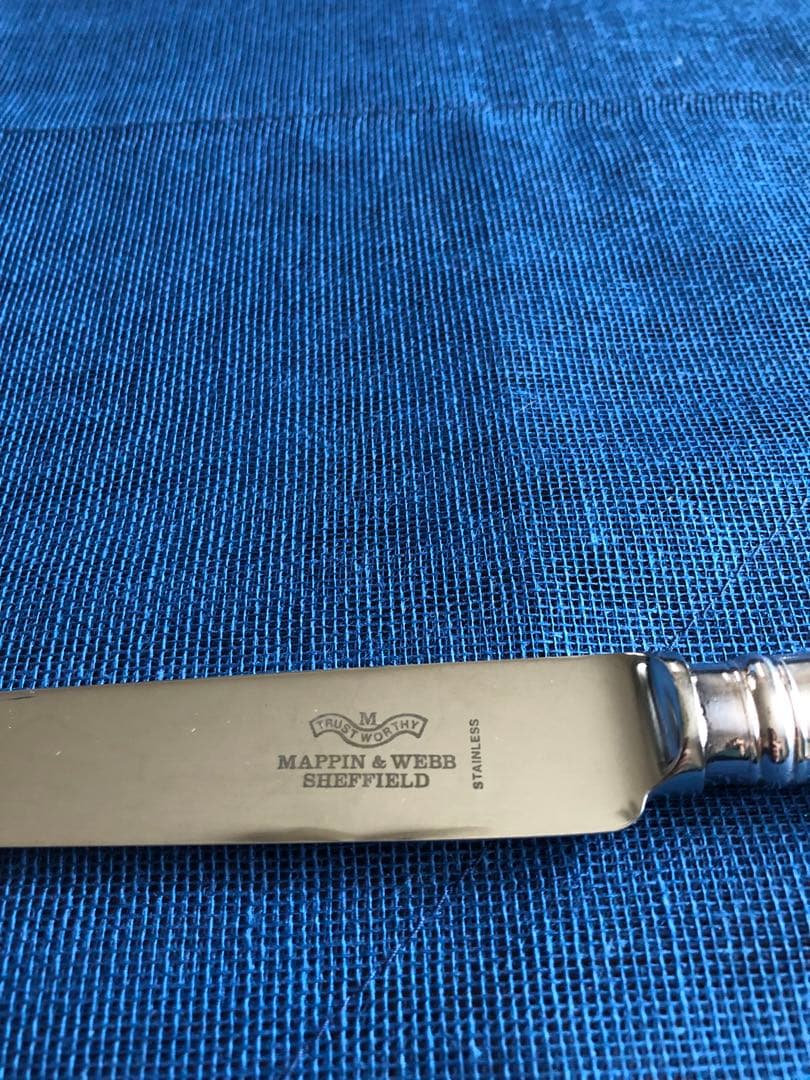 M
TRUSTWORTHY
MAPPIN & WEBB
SHEFFIELD
STAINLESS